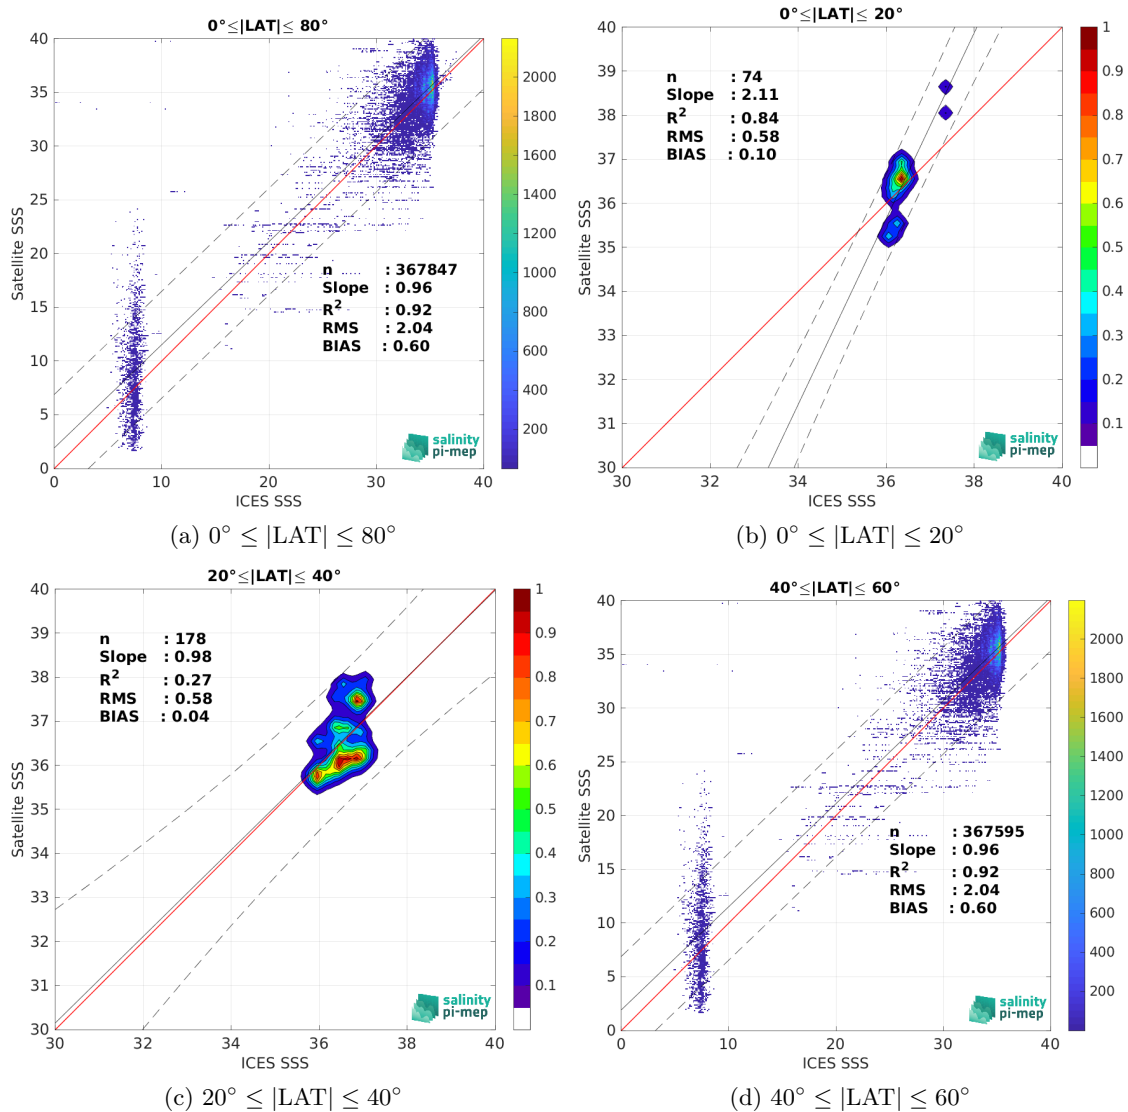 0°≤|LAT|≤ 80°
40
35
30
25
20
15
10
5
0
Satellite SSS
n : 367847
Slope : 0.96
R² : 0.92
RMS : 2.04
BIAS : 0.60
salinity
pi-mep
0 10 20 30 40
ICES SSS
2000
1800
1600
1400
1200
1000
800
600
400
200
(a) 0° ≤ |LAT| ≤ 80°
0°≤|LAT|≤ 20°
40
39
38
37
36
35
34
33
32
31
30
Satellite SSS
n : 74
Slope : 2.11
R² : 0.84
RMS : 0.58
BIAS : 0.10
salinity
pi-mep
30 32 34 36 38 40
ICES SSS
1
0.9
0.8
0.7
0.6
0.5
0.4
0.3
0.2
0.1
(b) 0° ≤ |LAT| ≤ 20°
20°≤|LAT|≤ 40°
40
39
38
37
36
35
34
33
32
31
30
Satellite SSS
n : 178
Slope : 0.98
R² : 0.27
RMS : 0.58
BIAS : 0.04
salinity
pi-mep
30 32 34 36 38 40
ICES SSS
1
0.9
0.8
0.7
0.6
0.5
0.4
0.3
0.2
0.1
(c) 20° ≤ |LAT| ≤ 40°
40°≤|LAT|≤ 60°
40
35
30
25
20
15
10
5
0
Satellite SSS
n : 367595
Slope : 0.96
R² : 0.92
RMS : 2.04
BIAS : 0.60
salinity
pi-mep
0 10 20 30 40
ICES SSS
2000
1800
1600
1400
1200
1000
800
600
400
200
(d) 40° ≤ |LAT| ≤ 60°